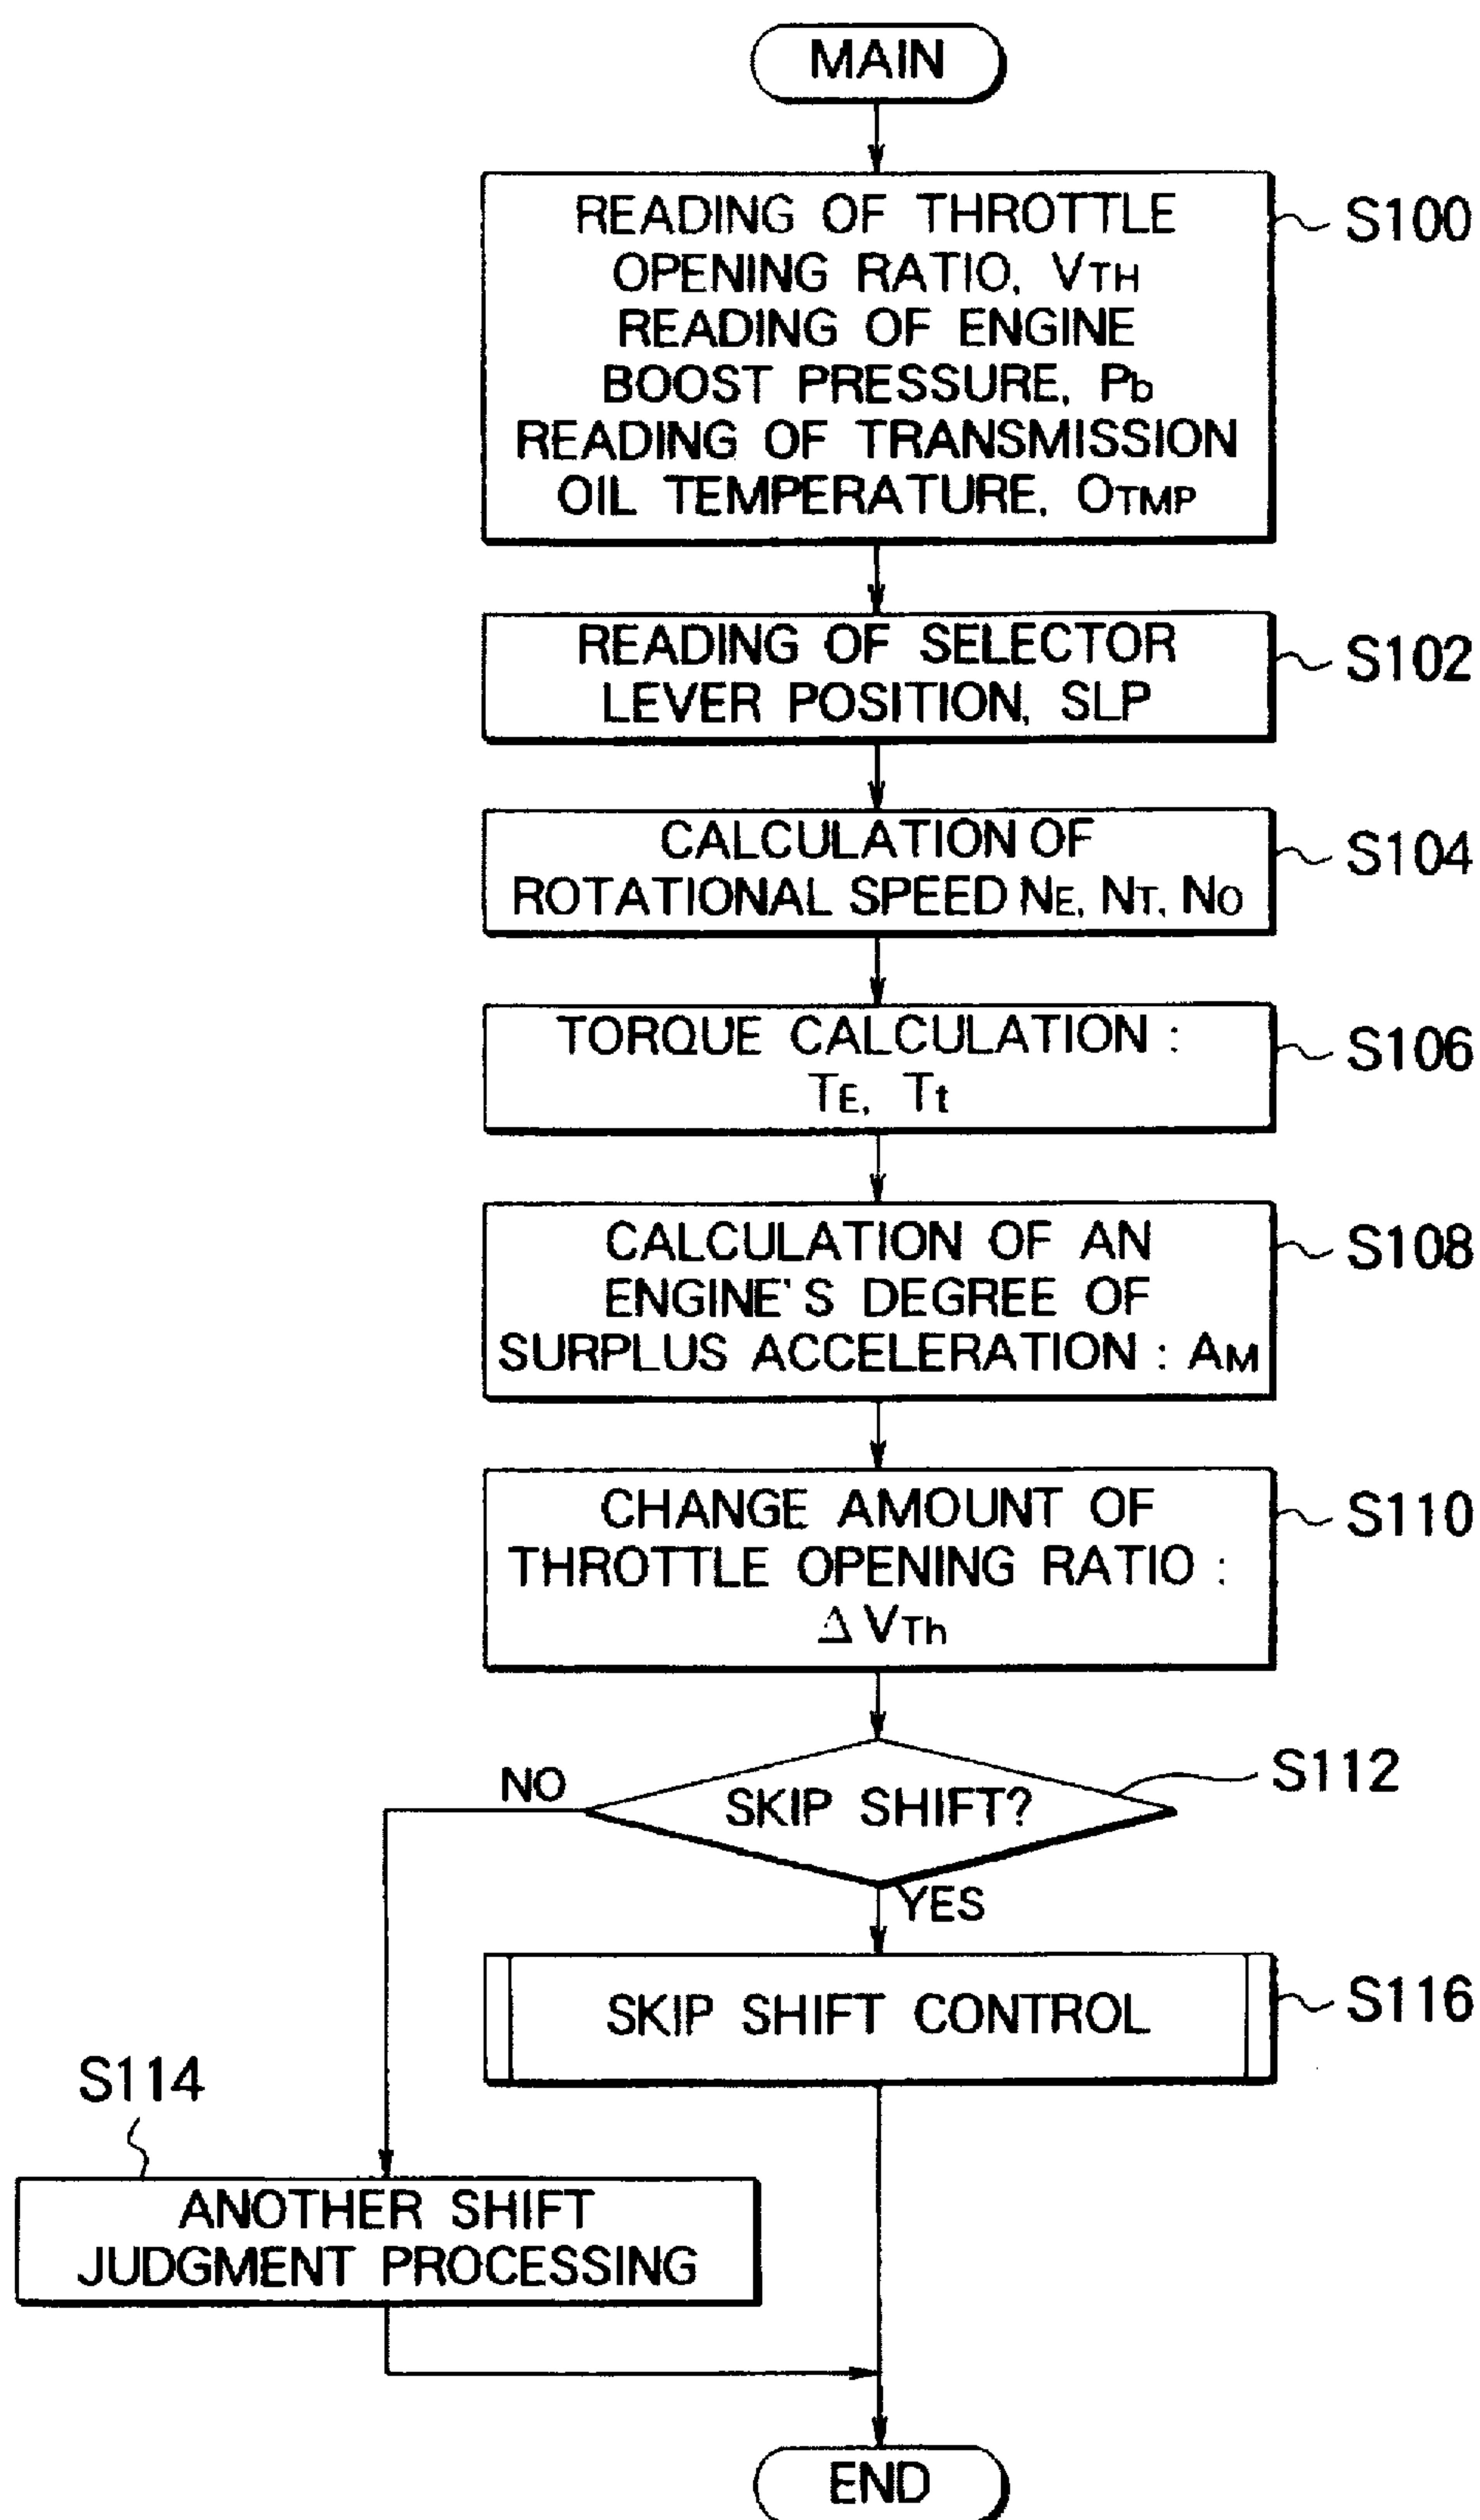 MAIN
READING OF THROTTLE
OPENING RATIO, VTH
READING OF ENGINE
BOOST PRESSURE, Pb
READING OF TRANSMISSION
OIL TEMPERATURE, OTMP
S100
READING OF SELECTOR
LEVER POSITION, SLP
S102
CALCULATION OF
ROTATIONAL SPEED NE, NT, NO
S104
TORQUE CALCULATION :
TE, Tt
S106
CALCULATION OF AN
ENGINE'S DEGREE OF
SURPLUS ACCELERATION : AM
S108
CHANGE AMOUNT OF
THROTTLE OPENING RATIO :
ΔVTh
S110
SKIP SHIFT?
S112
NO
YES
SKIP SHIFT CONTROL
S116
S114
ANOTHER SHIFT
JUDGMENT PROCESSING
END